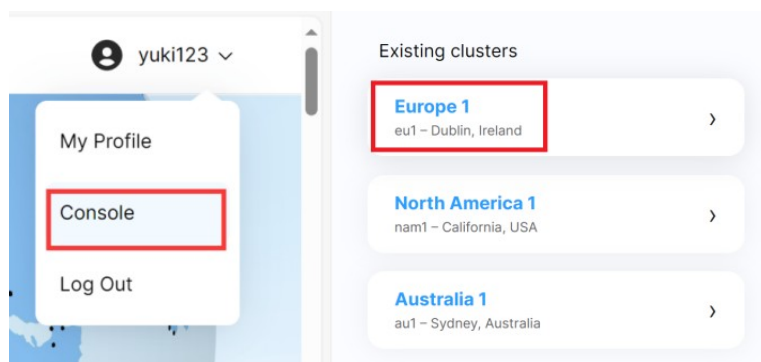 yuki123
My Profile
Console
Log Out
Existing clusters
Europe 1
eu1 – Dublin, Ireland
North America 1
nam1 – California, USA
Australia 1
au1 – Sydney, Australia